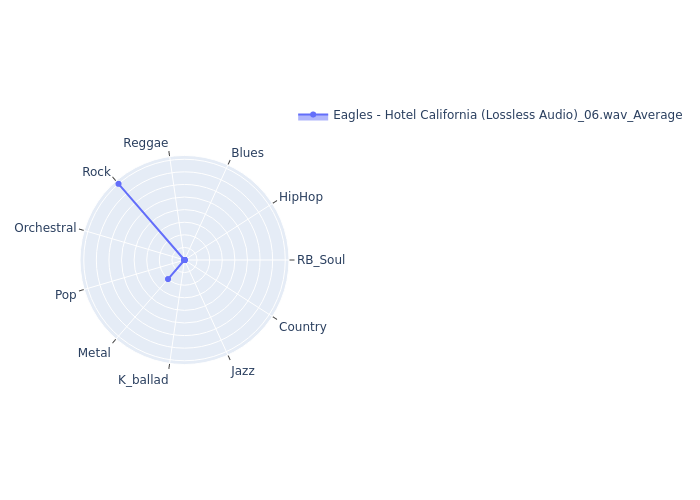 Eagles - Hotel California (Lossless Audio)_06.wav_Average
Reggae
Blues
Rock
HipHop
Orchestral
RB_Soul
Pop
Country
Metal
Jazz
K_ballad